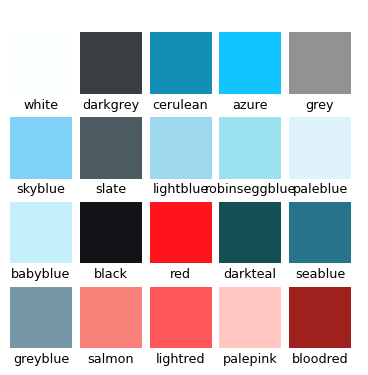 white darkgrey cerulean azure grey
skyblue slate lightblue robinseggblue paleblue
babyblue black red darkteal seablue
greyblue salmon lightred palepink bloodred